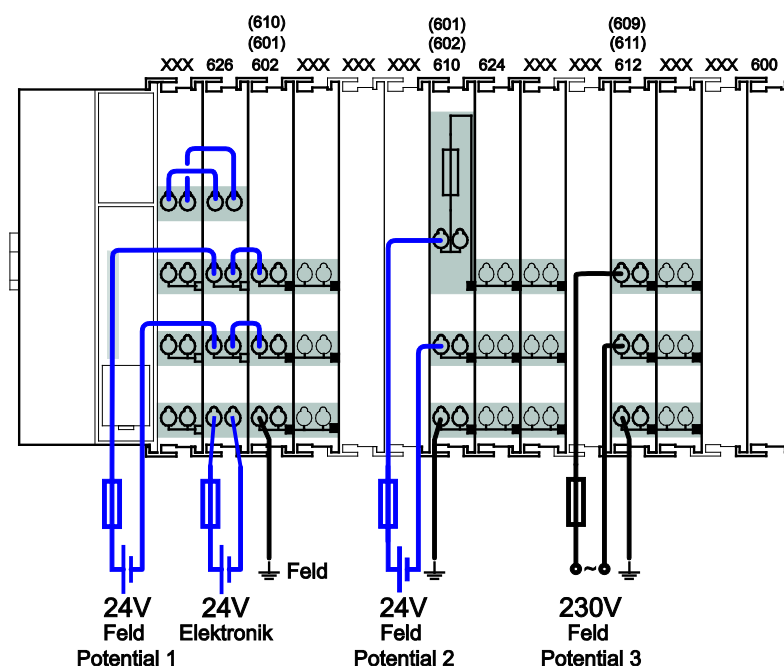 (610) (601) (609)
(601) (602) (611)
XXX 626 602 XXX XXX XXX 610 624 XXX XXX 612 XXX XXX 600
~
Feld
24V 24V 24V 230V
Feld Elektronik Feld Feld
Potential 1 Potential 2 Potential 3